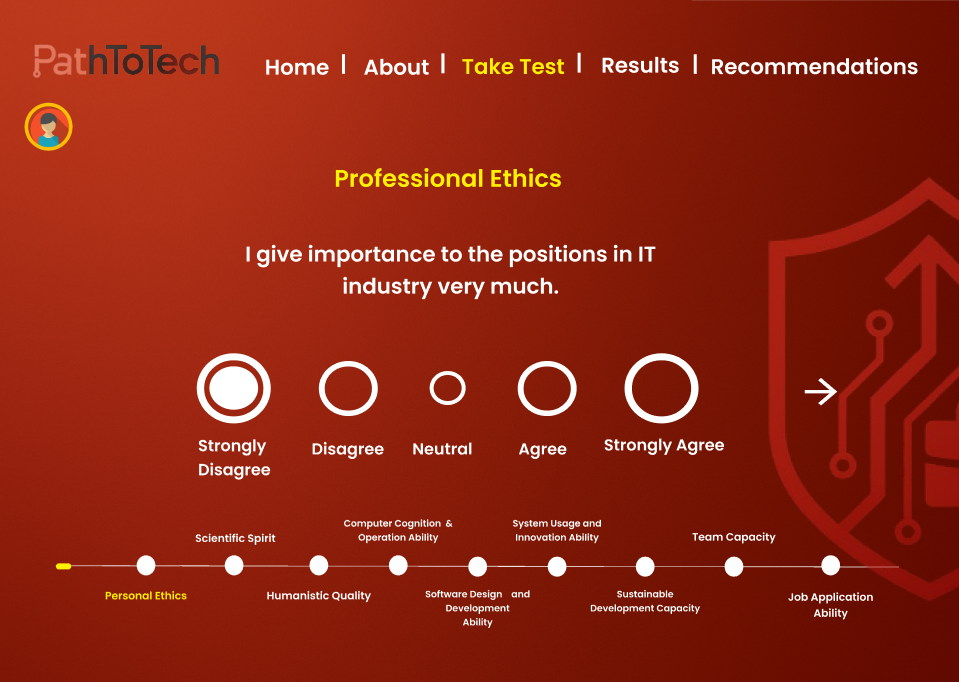 PathToTech
Home | About | Take Test | Results | Recommendations
Professional Ethics
I give importance to the positions in IT
industry very much.
Strongly
Disagree
Disagree
Neutral
Agree
Strongly Agree
Personal Ethics
Scientific Spirit
Humanistic Quality
Computer Cognition &
Operation Ability
Software Design and
Development
Ability
System Usage and
Innovation Ability
Sustainable
Development Capacity
Team Capacity
Job Application
Ability